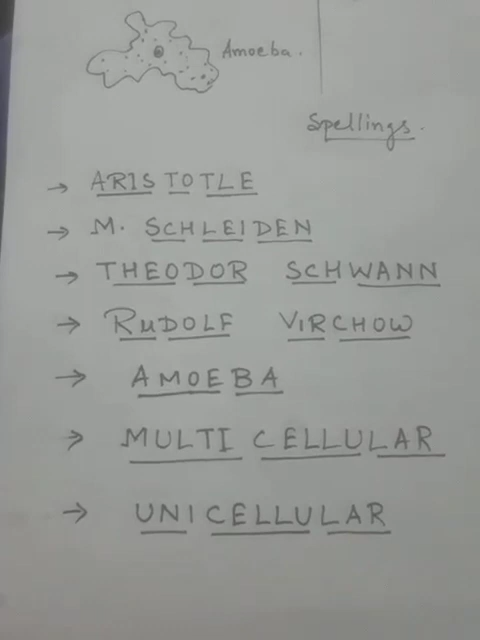 Amoeba.
Spellings.
→ ARISTOTLE
→ M. SCHLEIDEN
→ THEODOR SCHWANN
→ RUDOLF VIRCHOW
→ AMOEBA
→ MULTI CELLULAR
→ UNICELLULAR